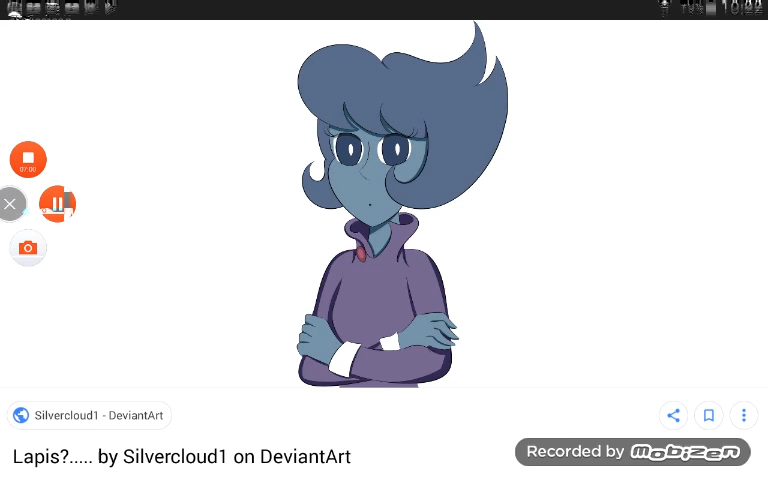 07:00
Silvercloud1 - DeviantArt
Lapis?..... by Silvercloud1 on DeviantArt
Recorded by mobizen